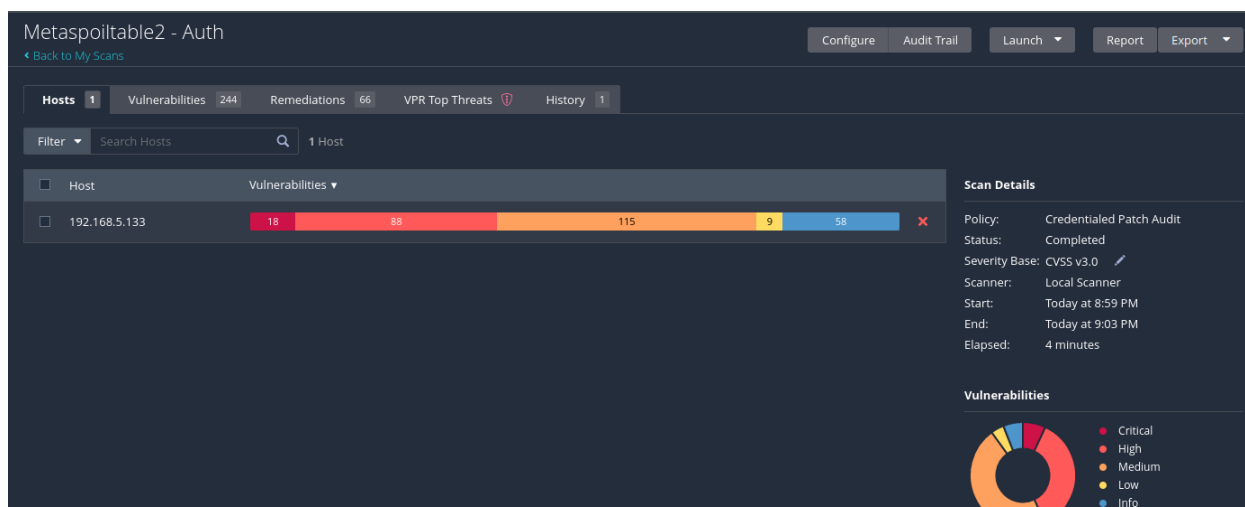 Metaspoiltable2 - Auth
Back to My Scans
Configure Audit Trail Launch Report Export
Hosts 1 Vulnerabilities 244 Remediations 66 VPR Top Threats History 1
Filter Search Hosts 1 Host
Host Vulnerabilities
192.168.5.133 18 88 115 9 58
Scan Details
Policy: Credentialed Patch Audit
Status: Completed
Severity Base: CVSS v3.0
Scanner: Local Scanner
Start: Today at 8:59 PM
End: Today at 9:03 PM
Elapsed: 4 minutes
Vulnerabilities
Critical
High
Medium
Low
Info